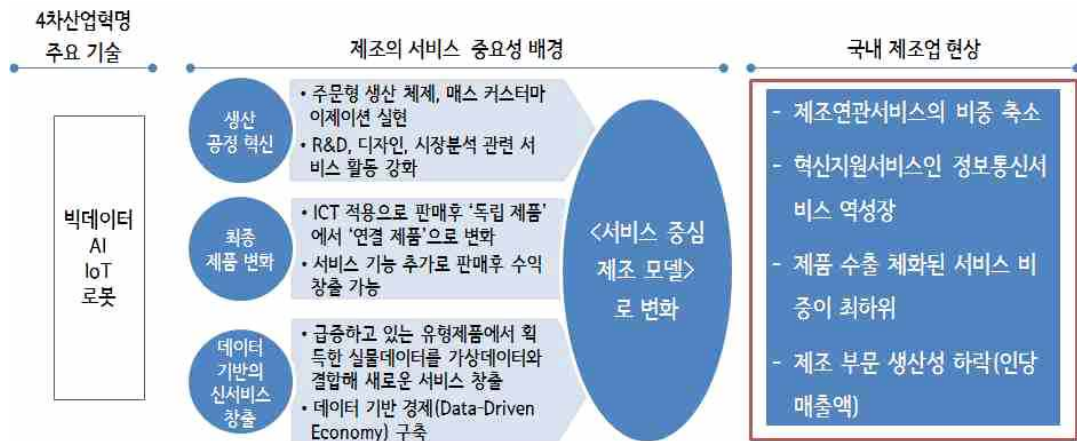 4차산업혁명
주요 기술
빅데이터
AI
IoT
로봇
제조의 서비스 중요성 배경
생산
공정 혁신
• 주문형 생산 체제, 매스 커스터마
이제이션 실현
• R&D, 디자인, 시장분석 관련 서
비스 활동 강화
최종
제품 변화
• ICT 적용으로 판매후 ‘독립 제품’
에서 ‘연결 제품’으로 변화
• 서비스 기능 추가로 판매후 수익
창출 가능
데이터
기반의
신서비스
창출
• 급증하고 있는 유형제품에서 획
득한 실물데이터를 가상데이터와
결합해 새로운 서비스 창출
• 데이터 기반 경제(Data-Driven
Economy) 구축
<서비스 중심
제조 모델>
로 변화
국내 제조업 현상
- 제조연관서비스의 비중 축소
- 혁신지원서비스인 정보통신서
비스 역성장
- 제품 수출 체화된 서비스 비
중이 최하위
- 제조 부문 생산성 하락(인당
매출액)